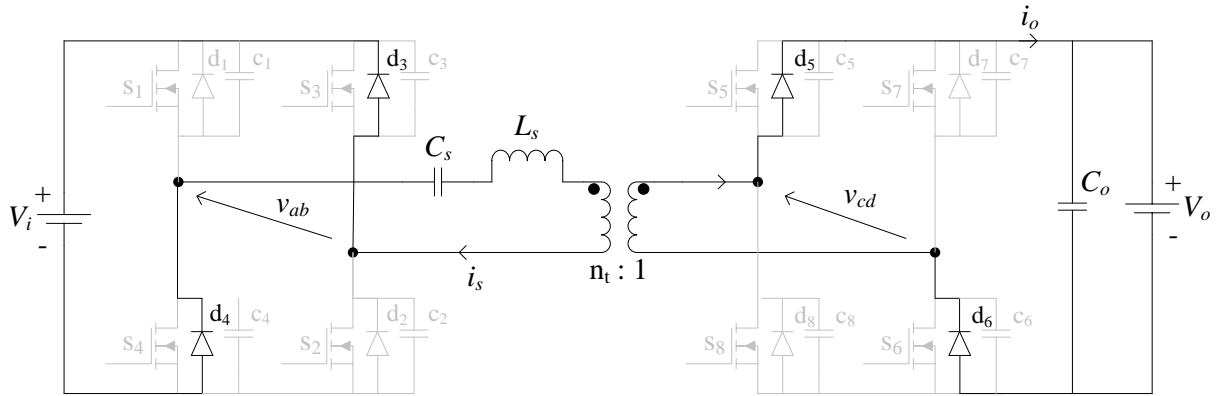 i_o
d_1
c_1
d_3
c_3
d_5
c_5
d_7
c_7
s_1
s_3
s_5
s_7
C_s
L_s
+
V_i
-
v_ab
v_cd
C_o
+
V_o
-
i_s
n_t : 1
d_4
c_4
d_2
c_2
d_8
c_8
d_6
c_6
s_4
s_2
s_8
s_6